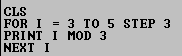 CLS
FOR I = 3 TO 5 STEP 3
PRINT I MOD 3
NEXT I